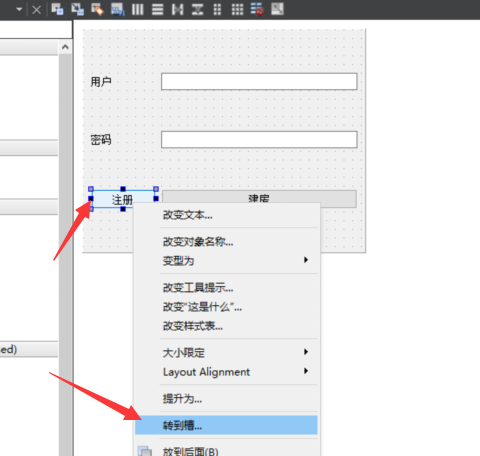 用户
密码
注册
改变文本...
改变对象名称...
变型为
改变工具提示...
改变"这是什么"...
改变样式表...
大小限定
Layout Alignment
提升为...
转到槽...
放到后面(B)
ed)